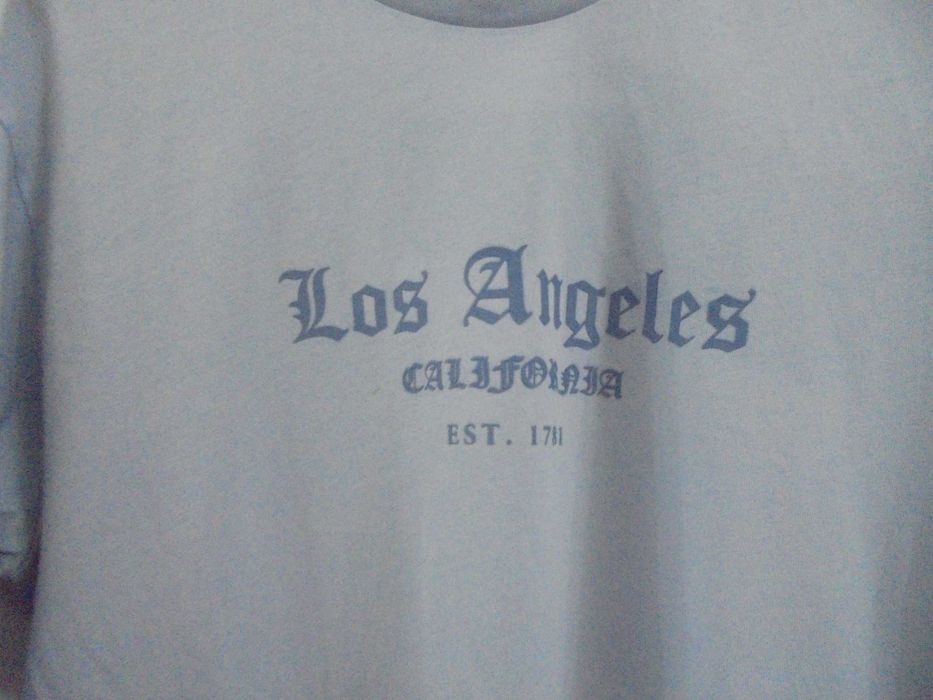 Los Angeles
CALIFORNIA
EST. 1781